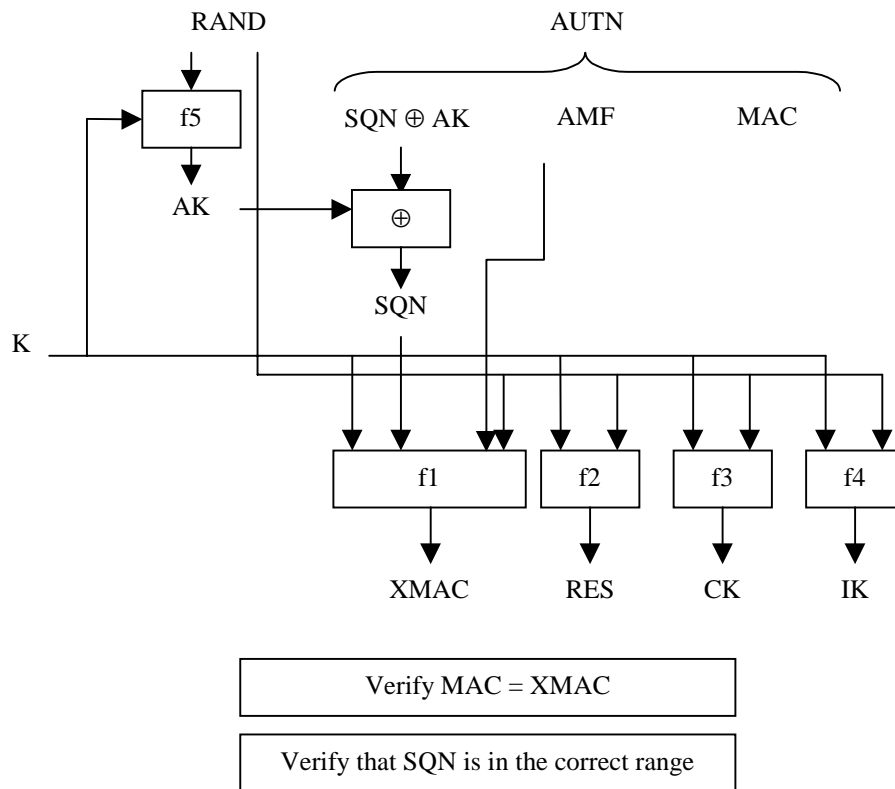 RAND AUTN
f5 SQN ⊕ AK AMF MAC
AK ⊕
SQN
K
f1 f2 f3 f4
XMAC RES CK IK
Verify MAC = XMAC
Verify that SQN is in the correct range